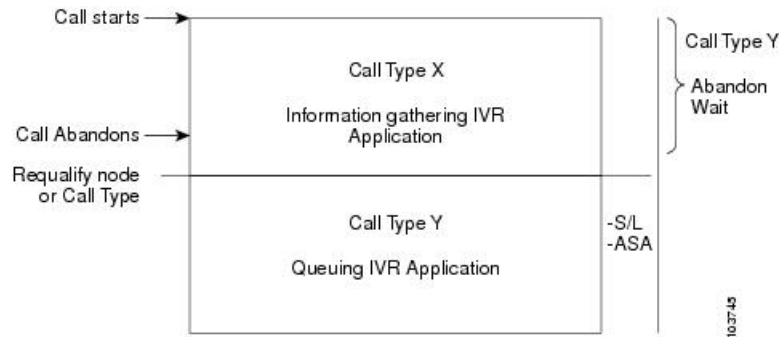 Call starts
Call Type X
Information gathering IVR
Application
Call Abandons
Requalify node
or Call Type
Call Type Y
Queuing IVR Application
Call Type Y
Abandon
Wait
-S/L
-ASA
103745